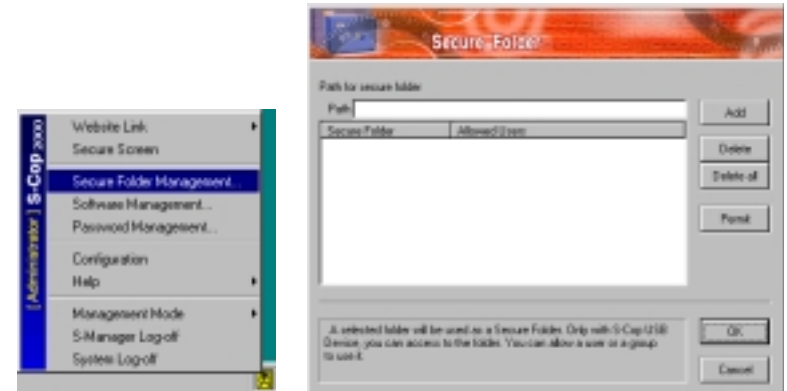 [Administrator] S-Cop 2000
Website Link
Secure Screen
Secure Folder Management...
Software Management...
Password Management...
Configuration
Help
Management Mode
S-Manager Log-off
System Log-off
Secure Folder
Path for secure folder
Path
Add
Secure Folder Allowed Users
Delete
Delete all
Permit
A selected folder will be used as a Secure Folder. Only with S-Cop USB
Device, you can access to the folder. You can allow a user or a group
to use it.
OK
Cancel